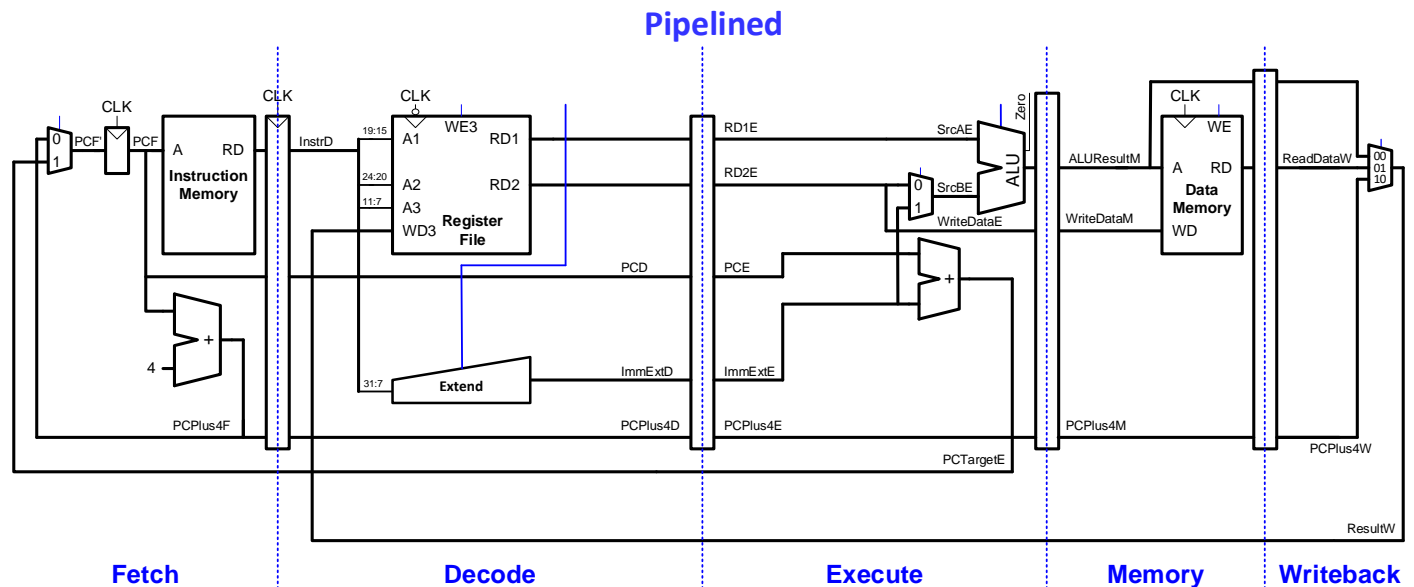 Pipelined
CLK
CLK
CLK
CLK
Zero
0
1
PCF'
PCF
A
RD
Instruction
Memory
InstrD
19:15
A1
WE3
RD1
RD1E
SrcAE
ALU
24:20
A2
RD2
RD2E
0
1
SrcBE
ALUResultM
WE
A
RD
Data
Memory
ReadDataW
00
01
10
11:7
A3
WD3
Register
File
WriteDataE
WriteDataM
WD
PCD
PCE
+
4
+
31:7
Extend
ImmExtD
ImmExtE
PCPlus4F
PCPlus4D
PCPlus4E
PCPlus4M
PCPlus4W
PCTargetE
ResultW
Fetch
Decode
Execute
Memory
Writeback